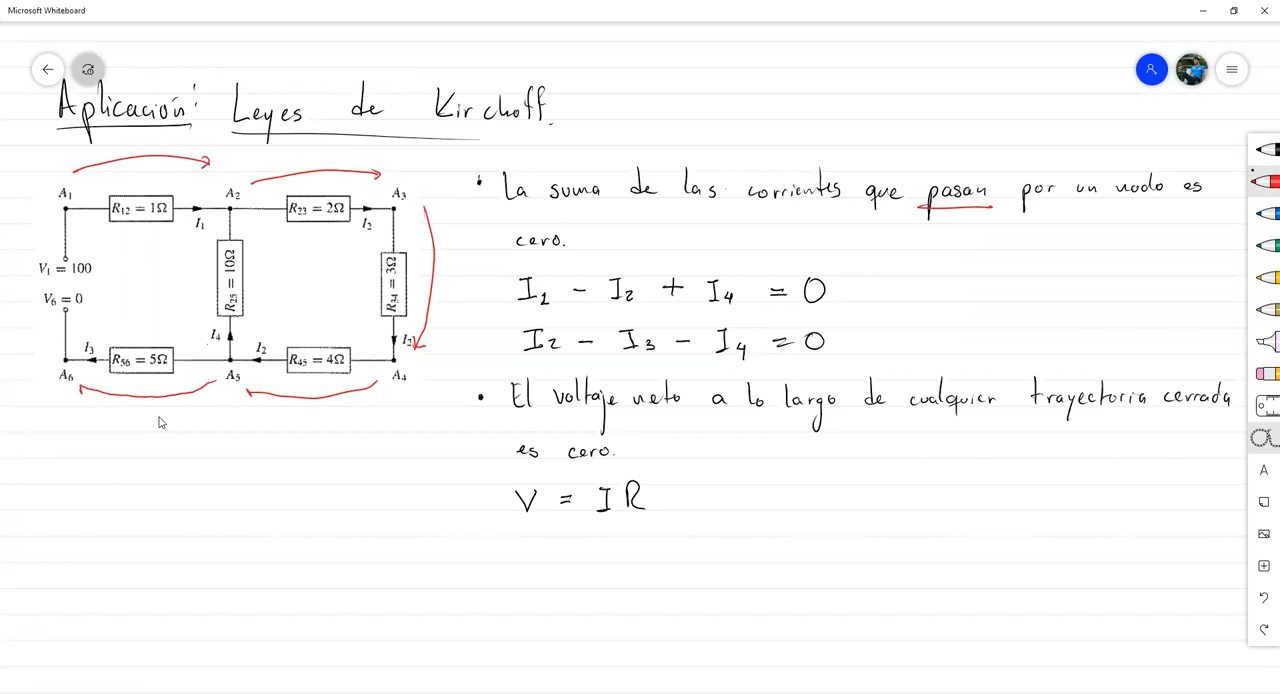 Microsoft Whiteboard
Aplicación: Leyes de Kirchoff.
A₁ A₂ A₃
R₁₂ = 1Ω R₂₃ = 2Ω
I₁ I₂
V₁ = 100
R₂₅ = 10Ω
R₃₄ = 3Ω
V₆ = 0
I₃ I₄ I₂ I₂
R₅₆ = 5Ω R₄₅ = 4Ω
A₆ A₅ A₄
• La suma de las corrientes que pasan por un nodo es
cero.
I₁ - I₂ + I₄ = 0
I₂ - I₃ - I₄ = 0
• El voltaje neto a lo largo de cualquier trayectoria cerrada
es cero.
V = IR
A